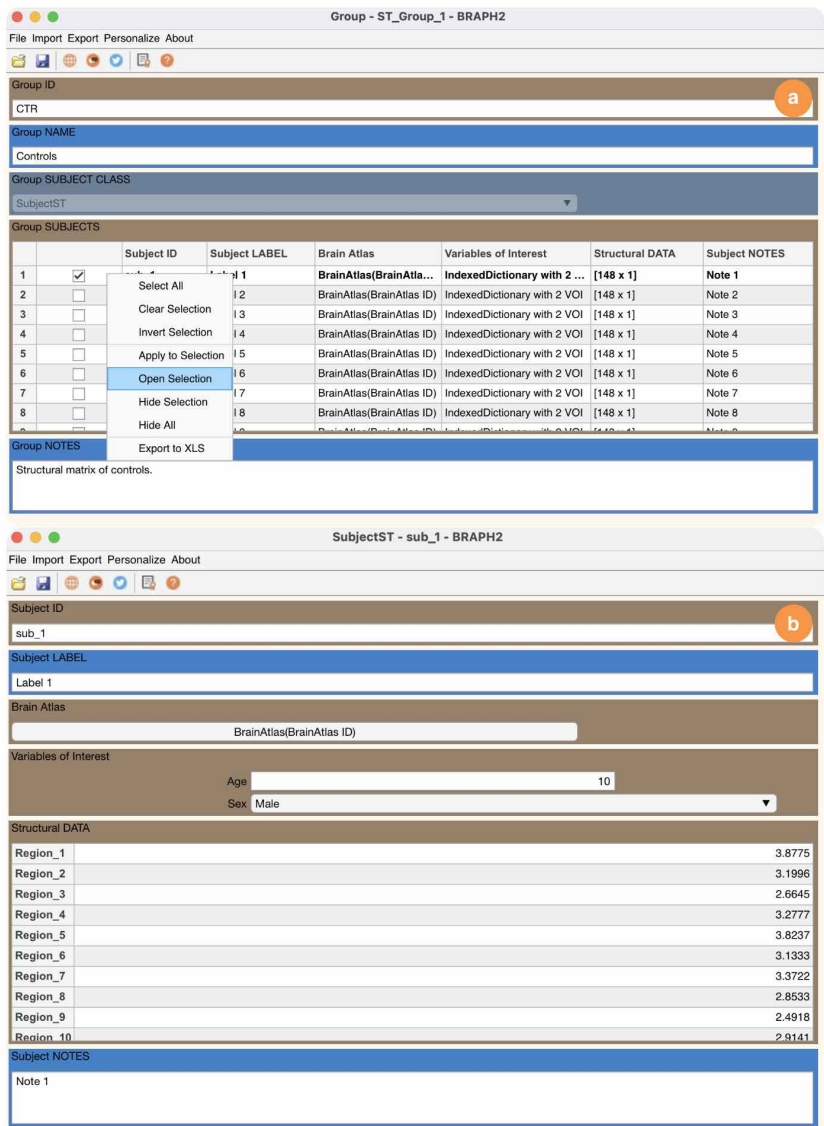 Group - ST_Group_1 - BRAPH2
File Import Export Personalize About
Group ID
a
CTR
Group NAME
Controls
Group SUBJECT CLASS
SubjectST
Group SUBJECTS
Subject ID Subject LABEL Brain Atlas Variables of Interest Structural DATA Subject NOTES
1 1 BrainAtlas(BrainAtla... IndexedDictionary with 2 ... [148 x 1] Note 1
Select All
2 2 BrainAtlas(BrainAtlas ID) IndexedDictionary with 2 VOI [148 x 1] Note 2
3 Clear Selection 3 BrainAtlas(BrainAtlas ID) IndexedDictionary with 2 VOI [148 x 1] Note 3
4 Invert Selection 4 BrainAtlas(BrainAtlas ID) IndexedDictionary with 2 VOI [148 x 1] Note 4
5 Apply to Selection 5 BrainAtlas(BrainAtlas ID) IndexedDictionary with 2 VOI [148 x 1] Note 5
6 Open Selection 6 BrainAtlas(BrainAtlas ID) IndexedDictionary with 2 VOI [148 x 1] Note 6
7 Hide Selection 7 BrainAtlas(BrainAtlas ID) IndexedDictionary with 2 VOI [148 x 1] Note 7
8 8 BrainAtlas(BrainAtlas ID) IndexedDictionary with 2 VOI [148 x 1] Note 8
Hide All
Group NOTES
Export to XLS
Structural matrix of controls.
SubjectST - sub_1 - BRAPH2
File Import Export Personalize About
Subject ID
b
sub_1
Subject LABEL
Label 1
Brain Atlas
BrainAtlas(BrainAtlas ID)
Variables of Interest
Age 10
Sex Male
Structural DATA
Region_1 3.8775
Region_2 3.1996
Region_3 2.6645
Region_4 3.2777
Region_5 3.8237
Region_6 3.1333
Region_7 3.3722
Region_8 2.8533
Region_9 2.4918
Region_10 2.9141
Subject NOTES
Note 1